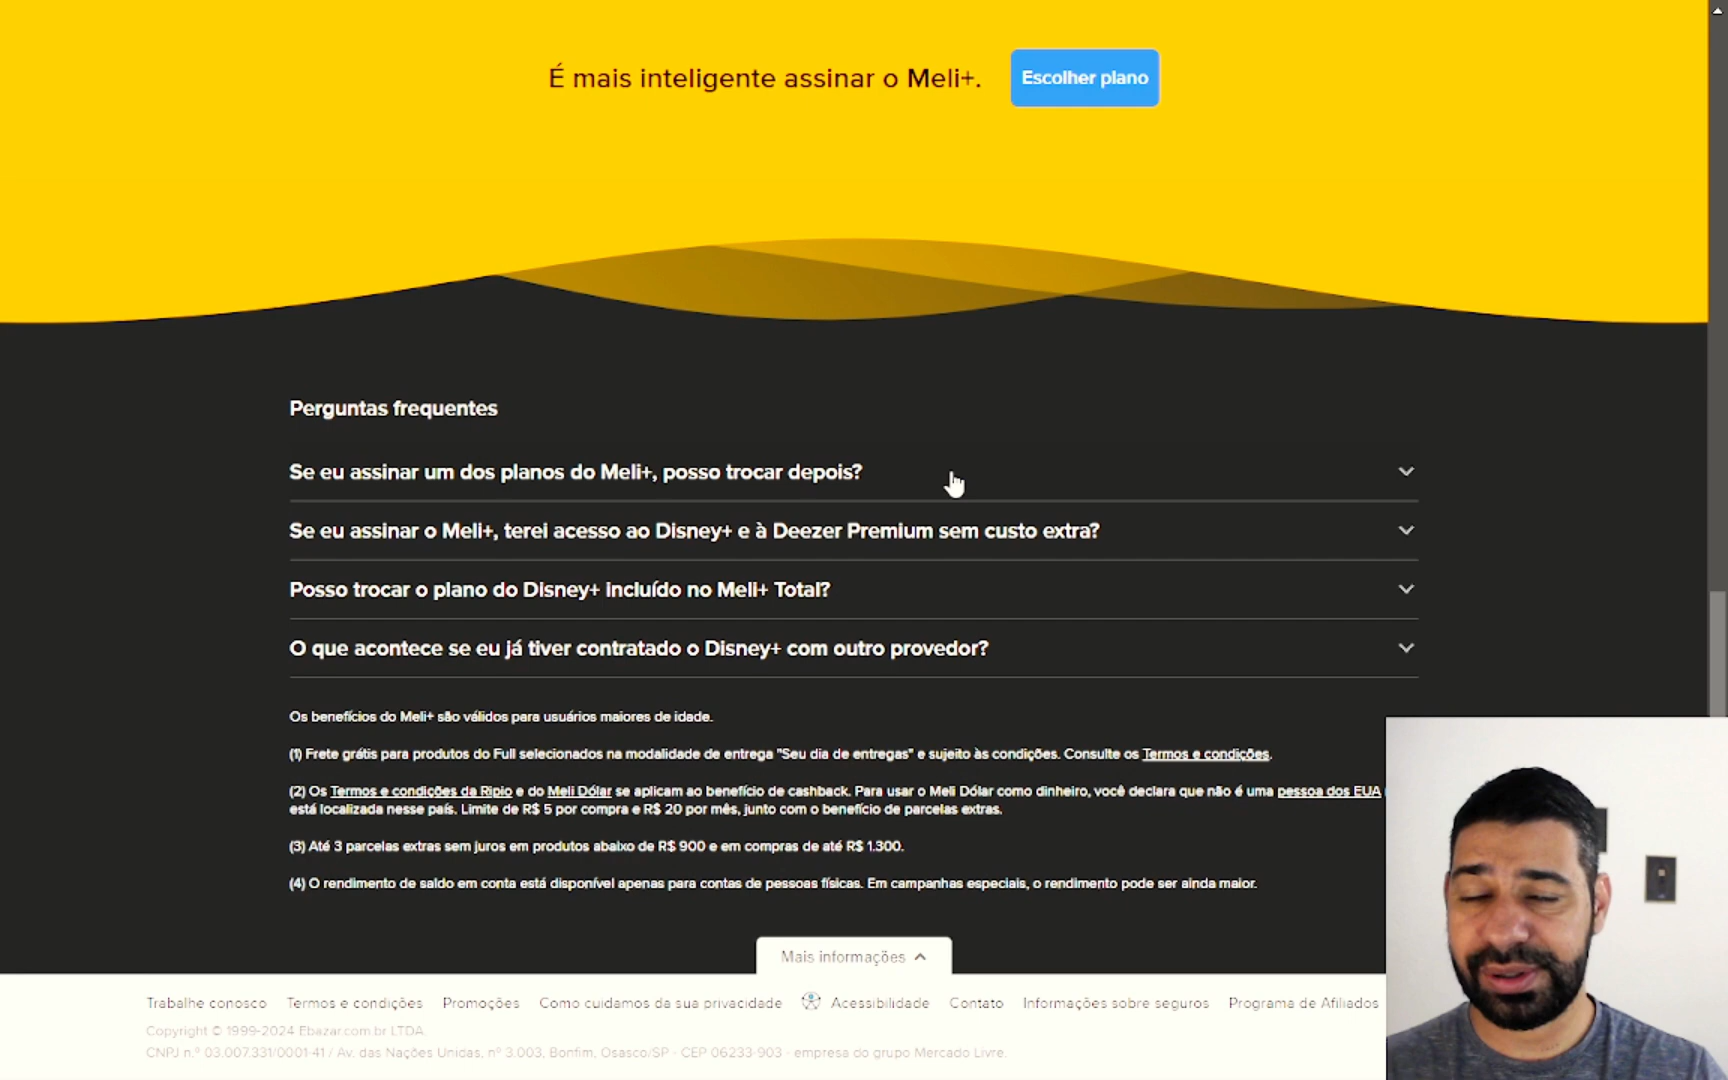 É mais inteligente assinar o Meli+.
Escolher plano
Perguntas frequentes
Se eu assinar um dos planos do Meli+, posso trocar depois?
Se eu assinar o Meli+, terei acesso ao Disney+ e à Deezer Premium sem custo extra?
Posso trocar o plano do Disney+ incluído no Meli+ Total?
O que acontece se eu já tiver contratado o Disney+ com outro provedor?
Os benefícios do Meli+ são válidos para usuários maiores de idade.
(1) Frete grátis para produtos do Full selecionados na modalidade de entrega "Seu dia de entregas" e sujeito às condições. Consulte os Termos e condições.
(2) Os Termos e condições da Ripio e do Meli Dólar se aplicam ao benefício de cashback. Para usar o Meli Dólar como dinheiro, você declara que não é uma pessoa dos EUA
está localizada nesse país. Limite de R$ 5 por compra e R$ 20 por mês, junto com o benefício de parcelas extras.
(3) Até 3 parcelas extras sem juros em produtos abaixo de R$ 900 e em compras de até R$ 1.300.
(4) O rendimento de saldo em conta está disponível apenas para contas de pessoas físicas. Em campanhas especiais, o rendimento pode ser ainda maior.
Mais informações
Trabalhe conosco Termos e condições Promoções Como cuidamos da sua privacidade Acessibilidade Contato Informações sobre seguros Programa de Afiliados
Copyright © 1999-2024 Ebazar.com.br LTDA.
CNPJ n.º 03.007.331/0001-41 / Av. das Nações Unidas, nº 3.003, Bonfim, Osasco/SP - CEP 06233-903 - empresa do grupo Mercado Livre.